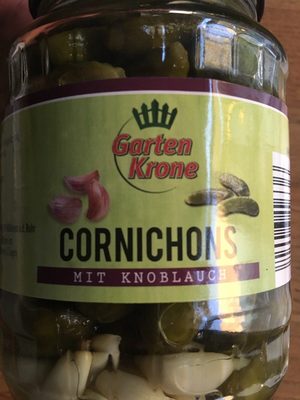 Garten
Krone
CORNICHONS
MIT KNOBLAUCH